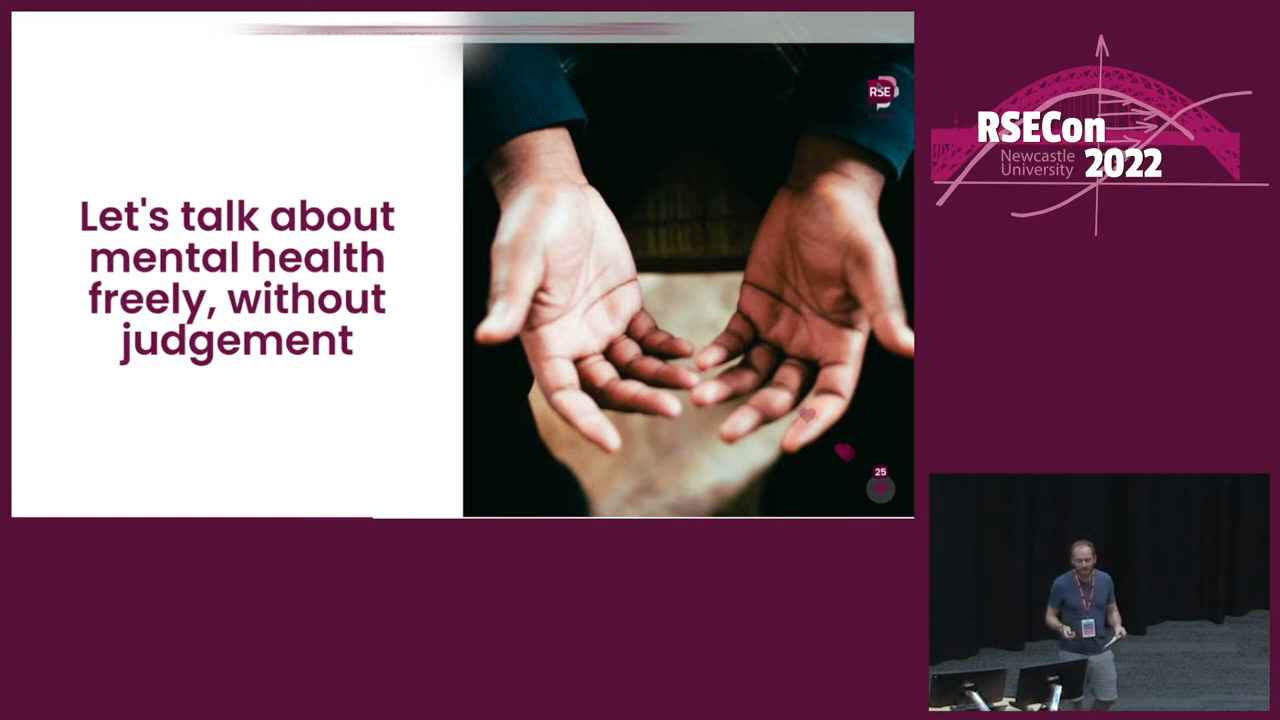 Let's talk about
mental health
freely, without
judgement
RSE
25
RSECon
Newcastle
University
2022